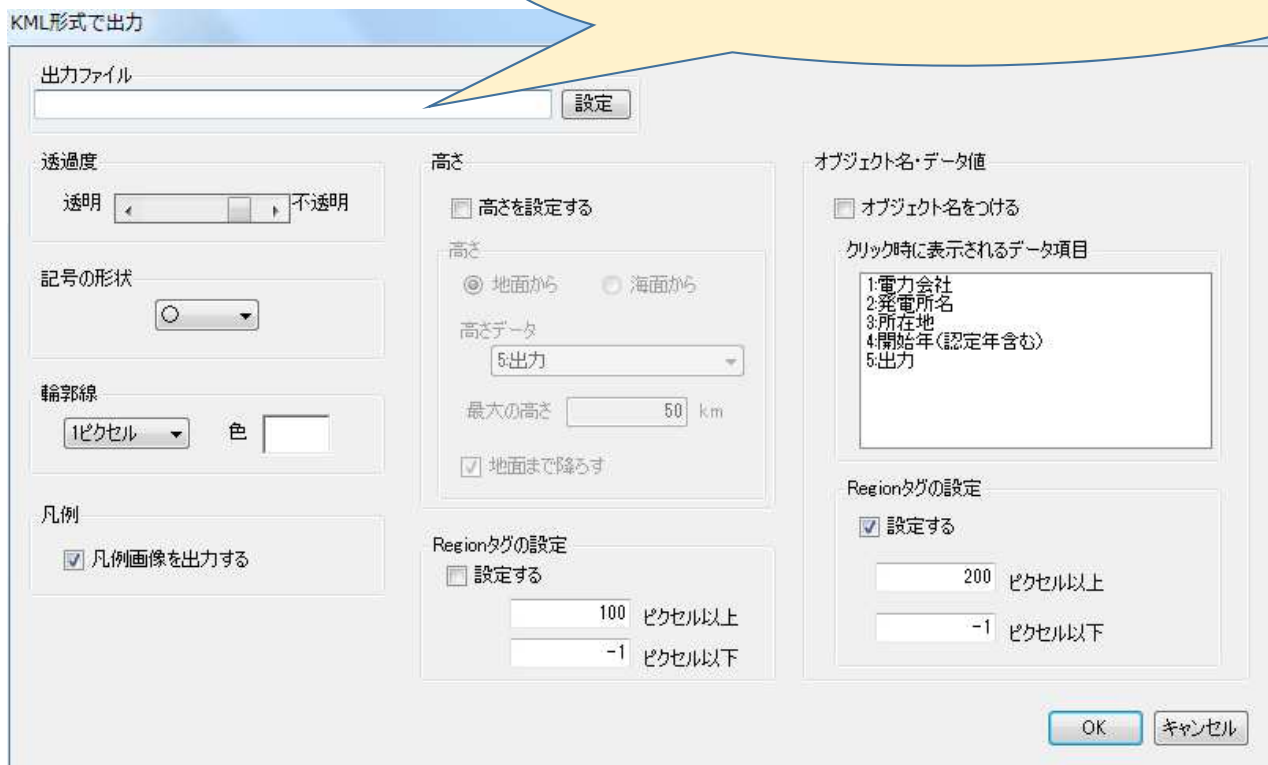 KML形式で出力
出力ファイル
設定
透過度
透明
不透明
記号の形状
○
輪郭線
1ピクセル
色
凡例
凡例画像を出力する
高さ
高さを設定する
高さ
地面から
海面から
高さデータ
5:出力
最大の高さ
50 km
地面まで降ろす
Regionタグの設定
設定する
100 ピクセル以上
-1 ピクセル以下
オブジェクト名・データ値
オブジェクト名をつける
クリック時に表示されるデータ項目
1:電力会社
2:発電所名
3:所在地
4:開始年(認定年含む)
5:出力
Regionタグの設定
設定する
200 ピクセル以上
-1 ピクセル以下
OK
キャンセル